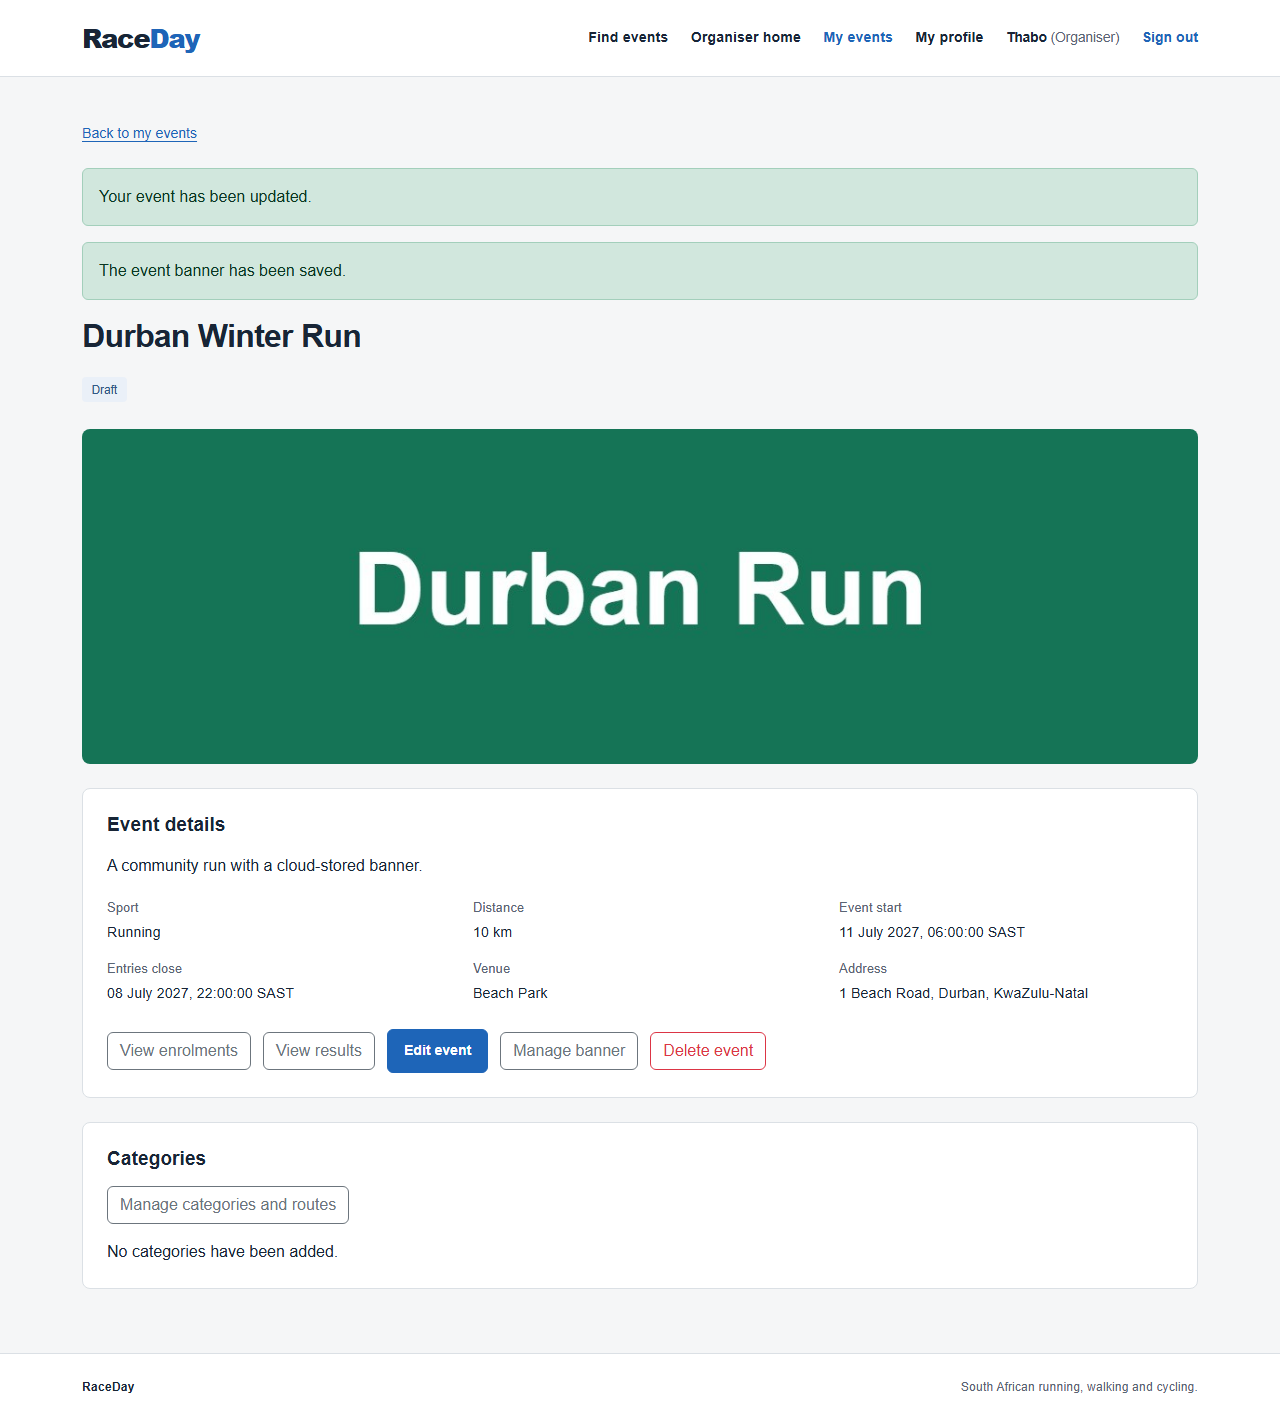 RaceDay
Find events Organiser home My events My profile Thabo (Organiser) Sign out
Back to my events
Your event has been updated.
The event banner has been saved.
Durban Winter Run
Draft
Durban Run
Event details
A community run with a cloud-stored banner.
Sport Distance Event start
Running 10 km 11 July 2027, 06:00:00 SAST
Entries close Venue Address
08 July 2027, 22:00:00 SAST Beach Park 1 Beach Road, Durban, KwaZulu-Natal
View enrolments View results Edit event Manage banner Delete event
Categories
Manage categories and routes
No categories have been added.
RaceDay South African running, walking and cycling.